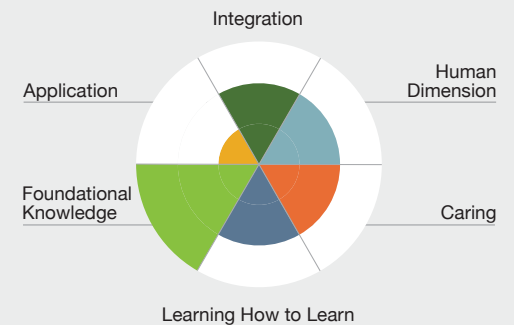 Integration
Application
Human
Dimension
Foundational
Knowledge
Caring
Learning How to Learn